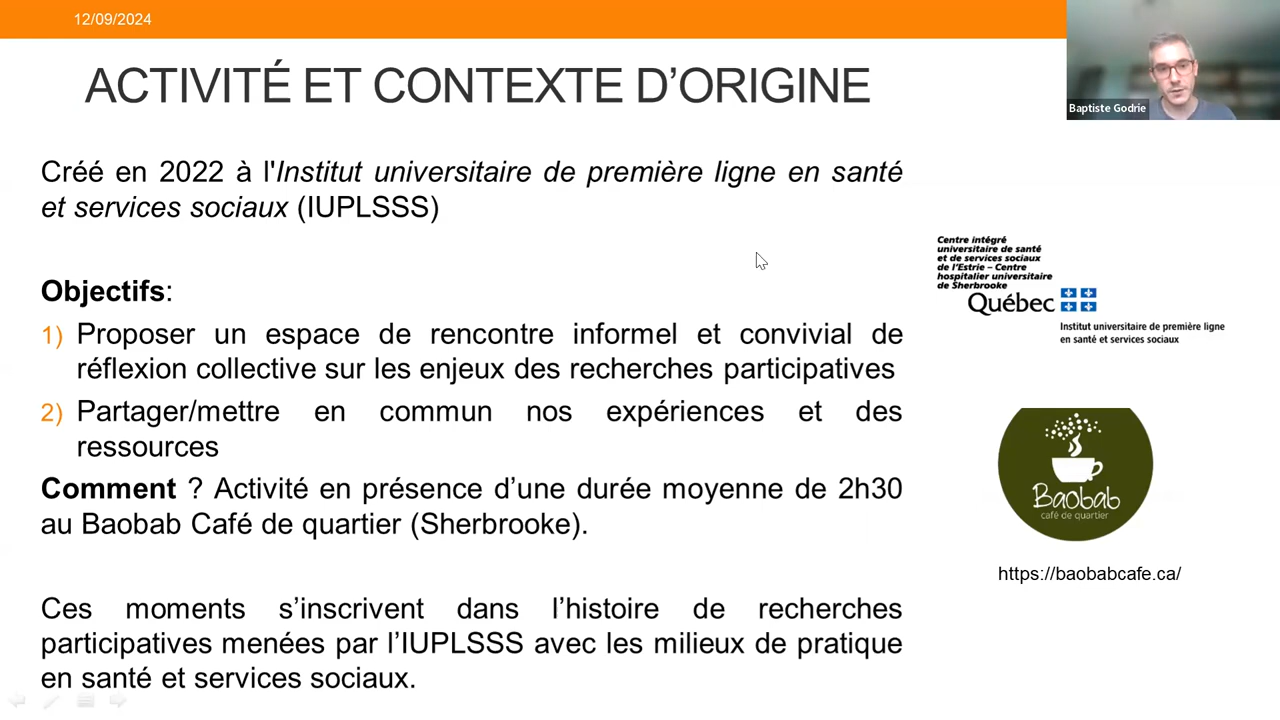 12/09/2024
ACTIVITÉ ET CONTEXTE D’ORIGINE
Baptiste Godrie
Créé en 2022 à l'Institut universitaire de première ligne en santé
et services sociaux (IUPLSSS)
Objectifs:
1) Proposer un espace de rencontre informel et convivial de
réflexion collective sur les enjeux des recherches participatives
2) Partager/mettre en commun nos expériences et des
ressources
Comment ? Activité en présence d’une durée moyenne de 2h30
au Baobab Café de quartier (Sherbrooke).
Ces moments s’inscrivent dans l’histoire de recherches
participatives menées par l’IUPLSSS avec les milieux de pratique
en santé et services sociaux.
Centre intégré
universitaire de santé
et de services sociaux
de l’Estrie – Centre
hospitalier universitaire
de Sherbrooke
Québec
Institut universitaire de première ligne
en santé et services sociaux
Baobab
café de quartier
https://baobabcafe.ca/